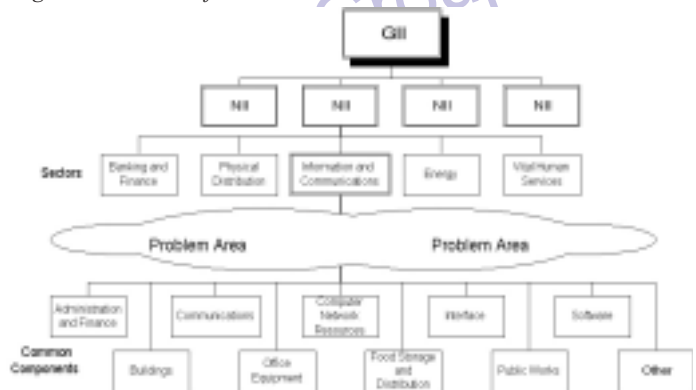 GII
NII NII NII NII
Sectors
Banking and
Finance
Physical
Distribution
Information and
Communications
Energy
Vital Human
Services
Problem Area Problem Area
Administration
and Finance
Communications
Computer
Network
Resources
Interface
Software
Common
Components
Buildings
Office
Equipment
Food Storage
and
Distribution
Public Works
Other